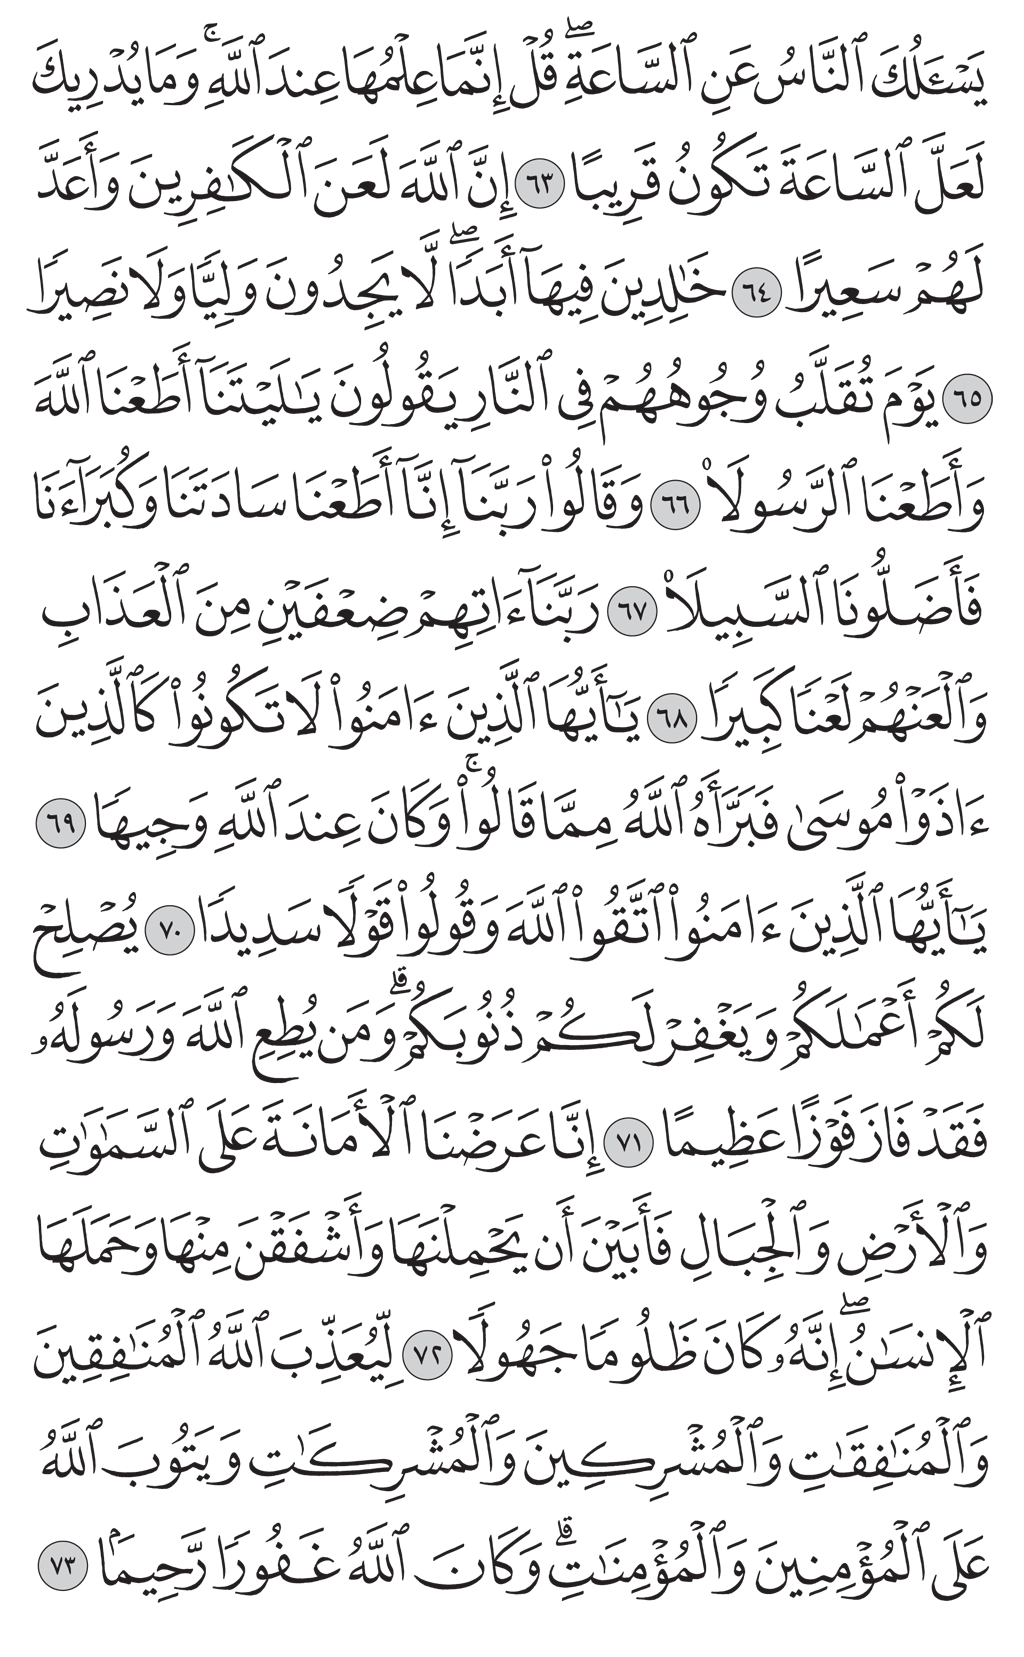 يَسۡـَٔلُكَ ٱلنَّاسُ عَنِ ٱلسَّاعَةِۖ قُلۡ إِنَّمَا عِلۡمُهَا عِندَ ٱللَّهِۚ وَمَا يُدۡرِيكَ
لَعَلَّ ٱلسَّاعَةَ تَكُونُ قَرِيبًا ٦٣ إِنَّ ٱللَّهَ لَعَنَ ٱلۡكَٰفِرِينَ وَأَعَدَّ
لَهُمۡ سَعِيرًا ٦٤ خَٰلِدِينَ فِيهَآ أَبَدٗاۖ لَّا يَجِدُونَ وَلِيّٗا وَلَا نَصِيرٗا
٦٥ يَوۡمَ تُقَلَّبُ وُجُوهُهُمۡ فِي ٱلنَّارِ يَقُولُونَ يَٰلَيۡتَنَآ أَطَعۡنَا ٱللَّهَ
وَأَطَعۡنَا ٱلرَّسُولَا۠ ٦٦ وَقَالُواْ رَبَّنَآ إِنَّآ أَطَعۡنَا سَادَتَنَا وَكُبَرَآءَنَا
فَأَضَلُّونَا ٱلسَّبِيلَا۠ ٦٧ رَبَّنَآ ءَاتِهِمۡ ضِعۡفَيۡنِ مِنَ ٱلۡعَذَابِ
وَٱلۡعَنۡهُمۡ لَعۡنٗا كَبِيرٗا ٦٨ يَٰٓأَيُّهَا ٱلَّذِينَ ءَامَنُواْ لَا تَكُونُواْ كَٱلَّذِينَ
ءَاذَوۡاْ مُوسَىٰ فَبَرَّأَهُ ٱللَّهُ مِمَّا قَالُواْۚ وَكَانَ عِندَ ٱللَّهِ وَجِيهٗا ٦٩
يَٰٓأَيُّهَا ٱلَّذِينَ ءَامَنُواْ ٱتَّقُواْ ٱللَّهَ وَقُولُواْ قَوۡلٗا سَدِيدٗا ٧٠ يُصۡلِحۡ
لَكُمۡ أَعۡمَٰلَكُمۡ وَيَغۡفِرۡ لَكُمۡ ذُنُوبَكُمۡۗ وَمَن يُطِعِ ٱللَّهَ وَرَسُولَهُۥ
فَقَدۡ فَازَ فَوۡزًا عَظِيمًا ٧١ إِنَّا عَرَضۡنَا ٱلۡأَمَانَةَ عَلَى ٱلسَّمَٰوَٰتِ
وَٱلۡأَرۡضِ وَٱلۡجِبَالِ فَأَبَيۡنَ أَن يَحۡمِلۡنَهَا وَأَشۡفَقۡنَ مِنۡهَا وَحَمَلَهَا
ٱلۡإِنسَٰنُۖ إِنَّهُۥ كَانَ ظَلُومٗا جَهُولٗا ٧٢ لِّيُعَذِّبَ ٱللَّهُ ٱلۡمُنَٰفِقِينَ
وَٱلۡمُنَٰفِقَٰتِ وَٱلۡمُشۡرِكِينَ وَٱلۡمُشۡرِكَٰتِ وَيَتُوبَ ٱللَّهُ
عَلَى ٱلۡمُؤۡمِنِينَ وَٱلۡمُؤۡمِنَٰتِۗ وَكَانَ ٱللَّهُ غَفُورٗا رَّحِيمَۢا ٧٣